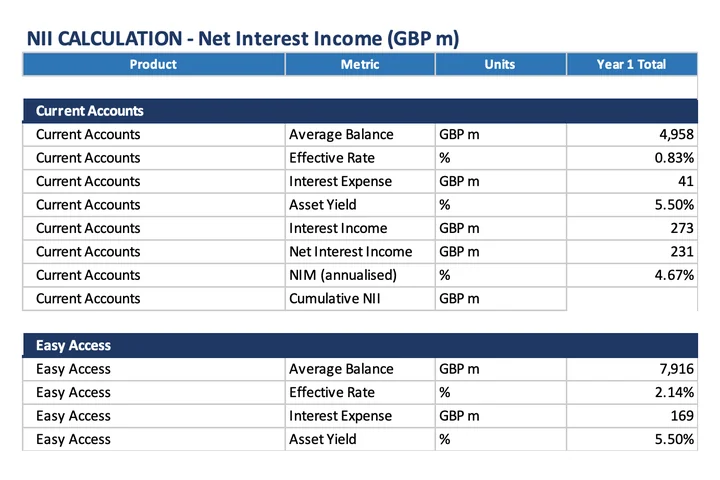 NII CALCULATION - Net Interest Income (GBP m)
Product Metric Units Year 1 Total
Current Accounts
Current Accounts Average Balance GBP m 4,958
Current Accounts Effective Rate % 0.83%
Current Accounts Interest Expense GBP m 41
Current Accounts Asset Yield % 5.50%
Current Accounts Interest Income GBP m 273
Current Accounts Net Interest Income GBP m 231
Current Accounts NIM (annualised) % 4.67%
Current Accounts Cumulative NII GBP m
Easy Access
Easy Access Average Balance GBP m 7,916
Easy Access Effective Rate % 2.14%
Easy Access Interest Expense GBP m 169
Easy Access Asset Yield % 5.50%